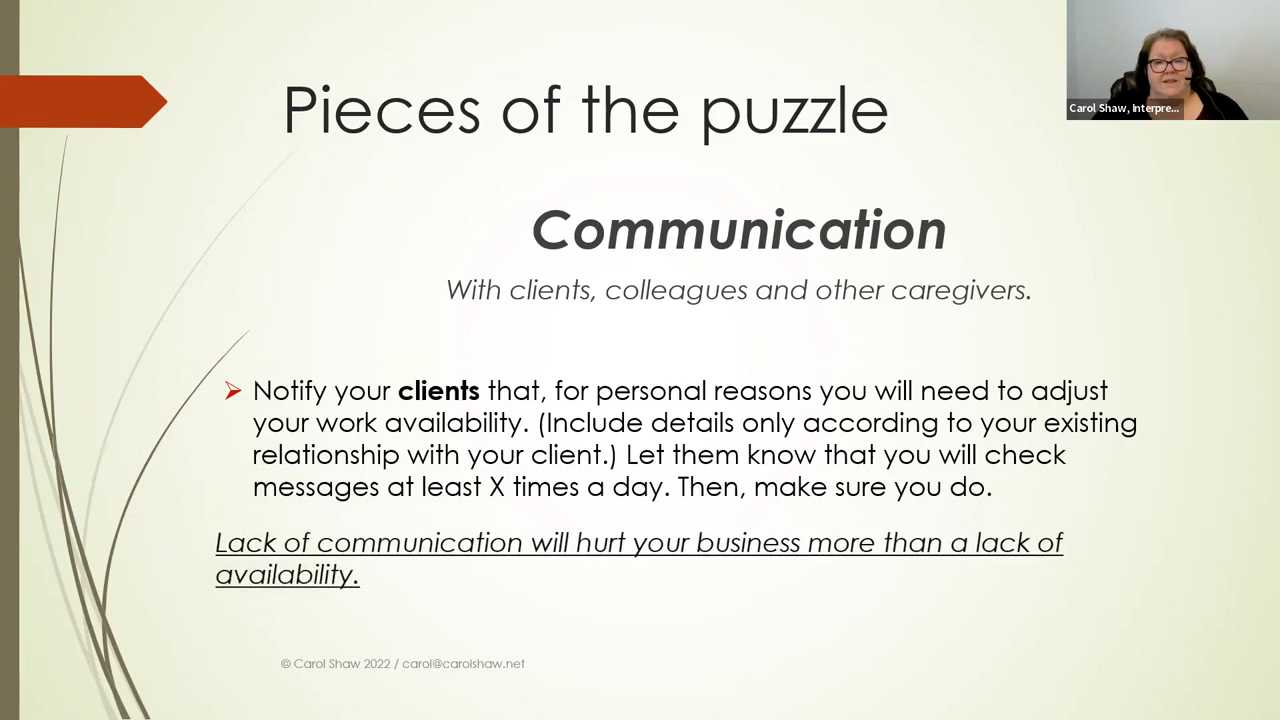 Pieces of the puzzle
Carol Shaw, Interpre...
Communication
With clients, colleagues and other caregivers.
Notify your clients that, for personal reasons you will need to adjust
your work availability. (Include details only according to your existing
relationship with your client.) Let them know that you will check
messages at least X times a day. Then, make sure you do.
Lack of communication will hurt your business more than a lack of
availability.
© Carol Shaw 2022 / carol@carolshaw.net